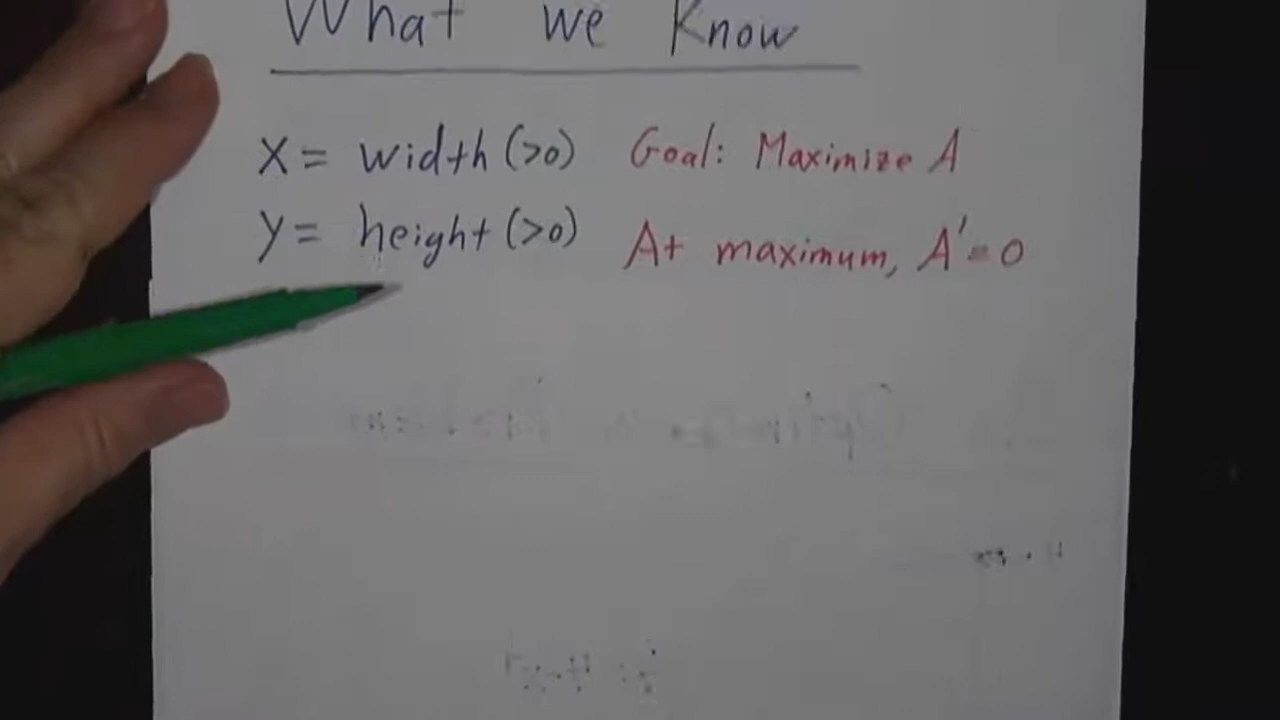 What we Know
x = width (>0) Goal: Maximize A
y = height (>0) At maximum, A' = 0